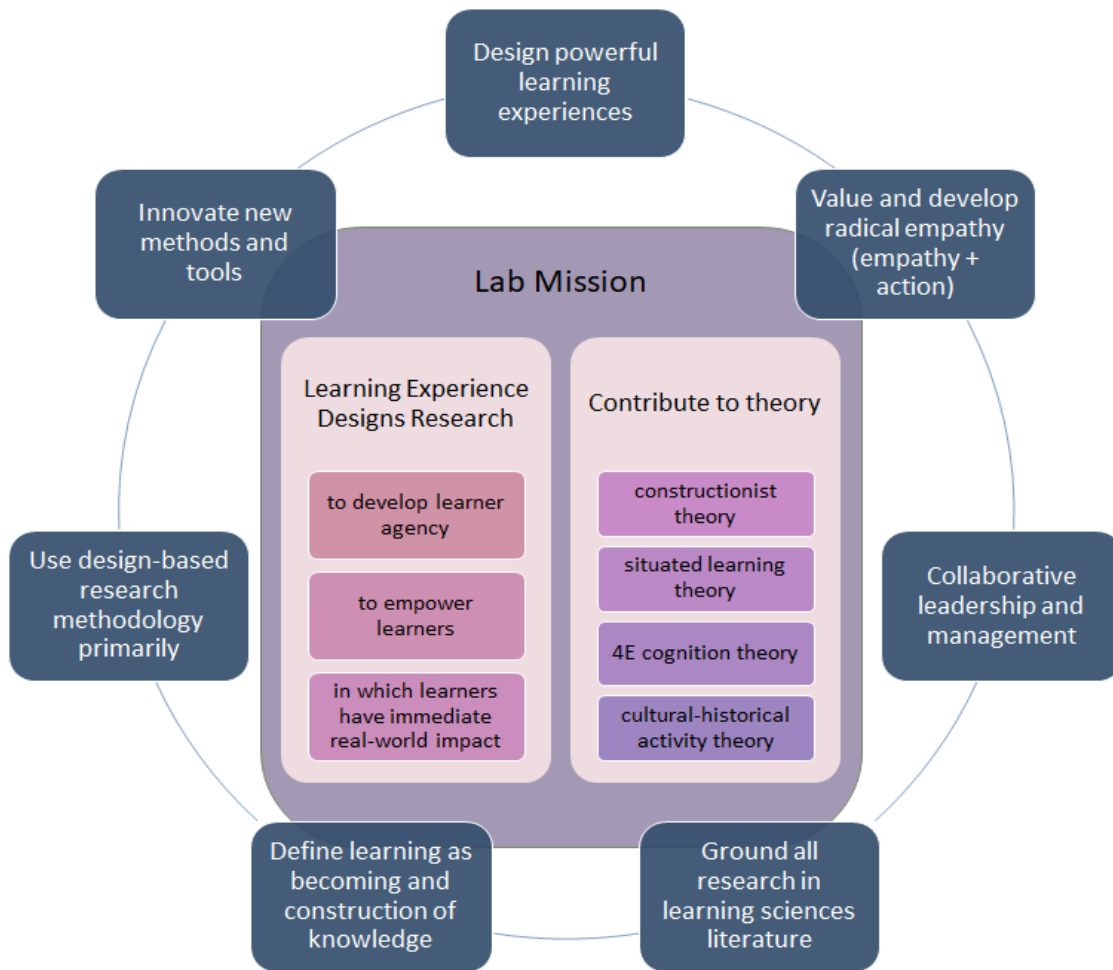 Design powerful
learning
experiences
Value and develop
radical empathy
(empathy +
action)
Collaborative
leadership and
management
Ground all
research in
learning sciences
literature
Define learning as
becoming and
construction of
knowledge
Use design-based
research
methodology
primarily
Innovate new
methods and
tools
Lab Mission
Learning Experience
Designs Research
to develop learner
agency
to empower
learners
in which learners
have immediate
real-world impact
Contribute to theory
constructionist
theory
situated learning
theory
4E cognition theory
cultural-historical
activity theory